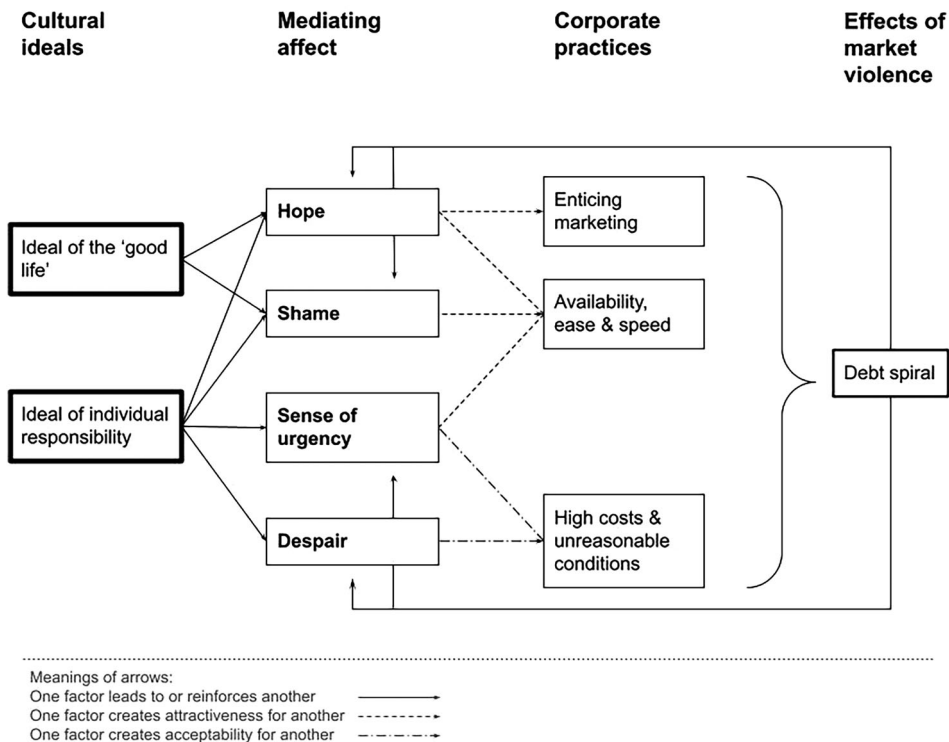 Cultural
ideals
Mediating
affect
Corporate
practices
Effects of
market
violence
Ideal of the ‘good
life’
Ideal of individual
responsibility
Hope
Shame
Sense of
urgency
Despair
Enticing
marketing
Availability,
ease & speed
High costs &
unreasonable
conditions
Debt spiral
Meanings of arrows:
One factor leads to or reinforces another
One factor creates attractiveness for another
One factor creates acceptability for another